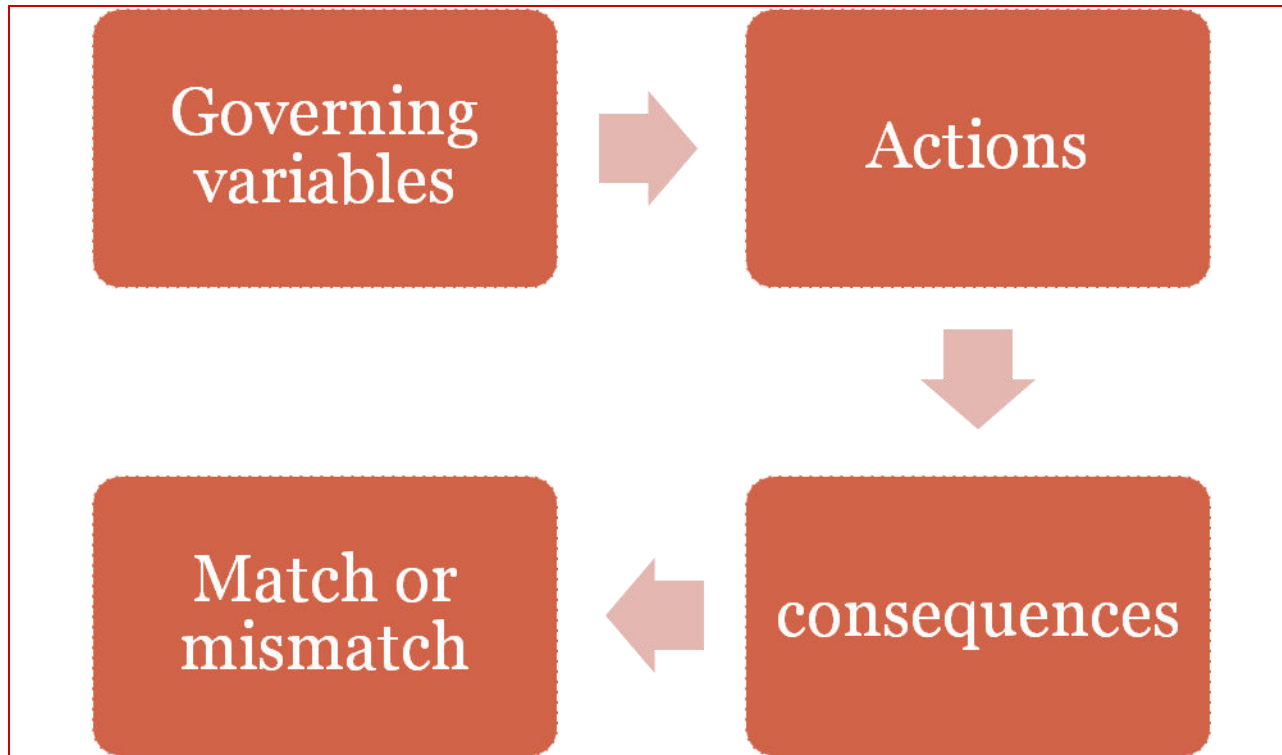 Governing
variables
Actions
consequences
Match or
mismatch